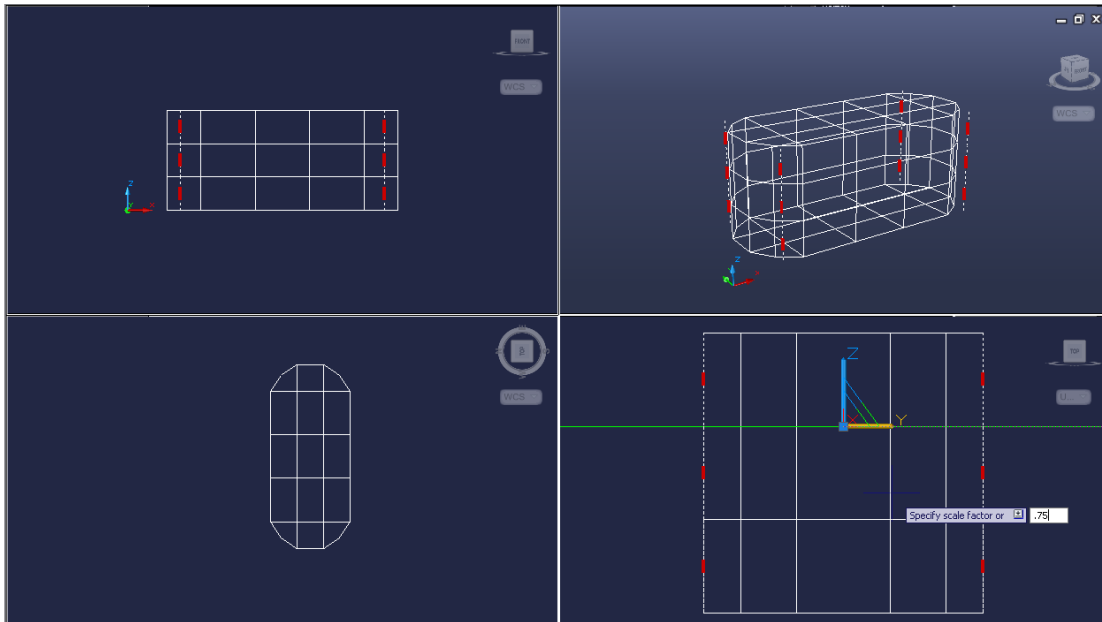 WCS
Z
X
Y
RIGHT
WCS
Z
X
WCS
TOP
Z
X
Y
U...
Specify scale factor or
.75